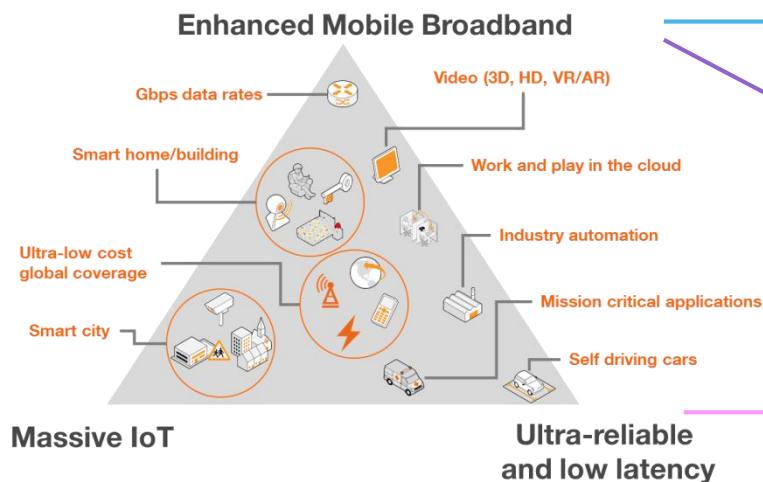 Enhanced Mobile Broadband
Gbps data rates
Video (3D, HD, VR/AR)
Smart home/building
Work and play in the cloud
Industry automation
Ultra-low cost
global coverage
Mission critical applications
Smart city
Self driving cars
Massive IoT
Ultra-reliable
and low latency